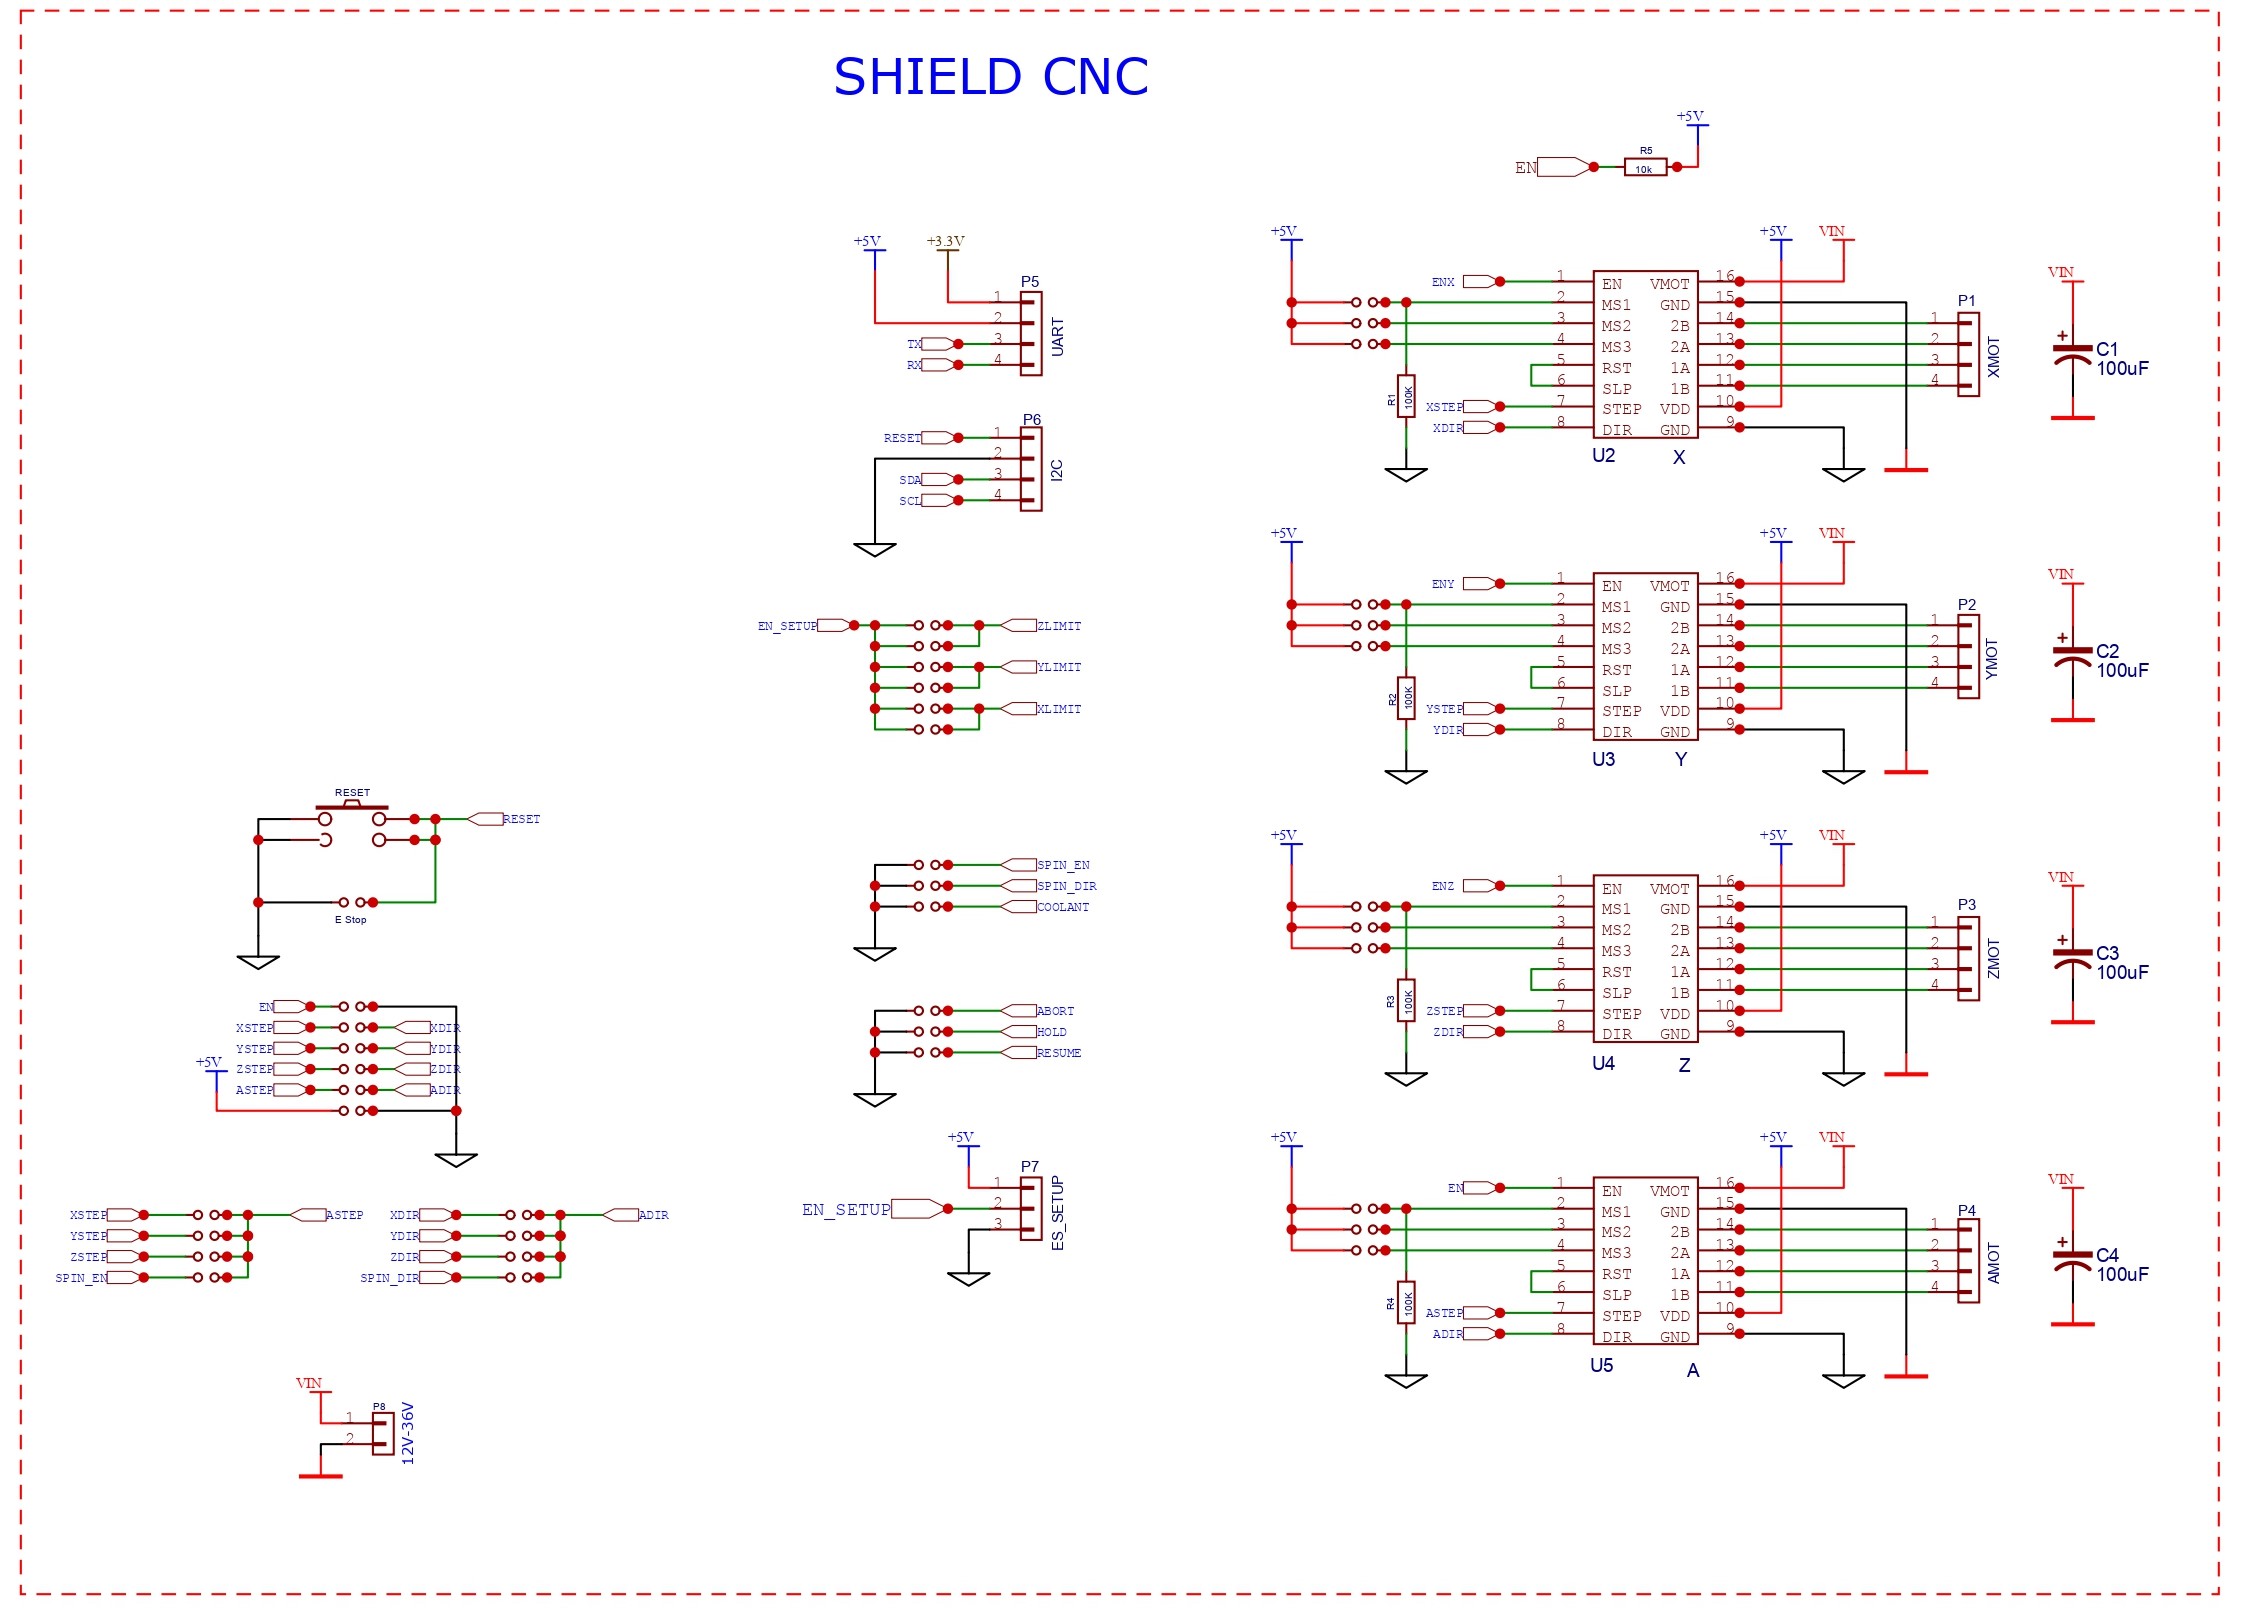 SHIELD CNC
+5V
EN
R5
10k
+5V
+3.3V
P5
1
2
TX
3
RX
4
UART
P6
RESET
1
2
SDA
3
SCL
4
I2C
EN_SETUP
ZLIMIT
YLIMIT
XLIMIT
RESET
RESET
E Stop
SPIN_EN
SPIN_DIR
COOLANT
ABORT
HOLD
RESUME
EN
XSTEP
XDIR
YSTEP
YDIR
+5V
ZSTEP
ZDIR
ASTEP
ADIR
XSTEP
ASTEP
YSTEP
ZSTEP
SPIN_EN
XDIR
ADIR
YDIR
ZDIR
SPIN_DIR
+5V
P7
1
EN_SETUP
2
3
ES_SETUP
VIN
P8
1
2
12V-36V
+5V
+5V
VIN
ENX
1 EN VMOT 16
2 MS1 GND 15
3 MS2 2B 14
4 MS3 2A 13
5 RST 1A 12
6 SLP 1B 11
XSTEP 7 STEP VDD 10
XDIR 8 DIR GND 9
R1
100K
U2 X
P1
1
2
3
4
XMOT
VIN
+
C1
100uF
+5V
+5V
VIN
ENY
1 EN VMOT 16
2 MS1 GND 15
3 MS2 2B 14
4 MS3 2A 13
5 RST 1A 12
6 SLP 1B 11
YSTEP 7 STEP VDD 10
YDIR 8 DIR GND 9
R2
100K
U3 Y
P2
1
2
3
4
YMOT
VIN
+
C2
100uF
+5V
+5V
VIN
ENZ
1 EN VMOT 16
2 MS1 GND 15
3 MS2 2B 14
4 MS3 2A 13
5 RST 1A 12
6 SLP 1B 11
ZSTEP 7 STEP VDD 10
ZDIR 8 DIR GND 9
R3
100K
U4 Z
P3
1
2
3
4
ZMOT
VIN
+
C3
100uF
+5V
+5V
VIN
EN
1 EN VMOT 16
2 MS1 GND 15
3 MS2 2B 14
4 MS3 2A 13
5 RST 1A 12
6 SLP 1B 11
ASTEP 7 STEP VDD 10
ADIR 8 DIR GND 9
R4
100K
U5 A
P4
1
2
3
4
AMOT
VIN
+
C4
100uF